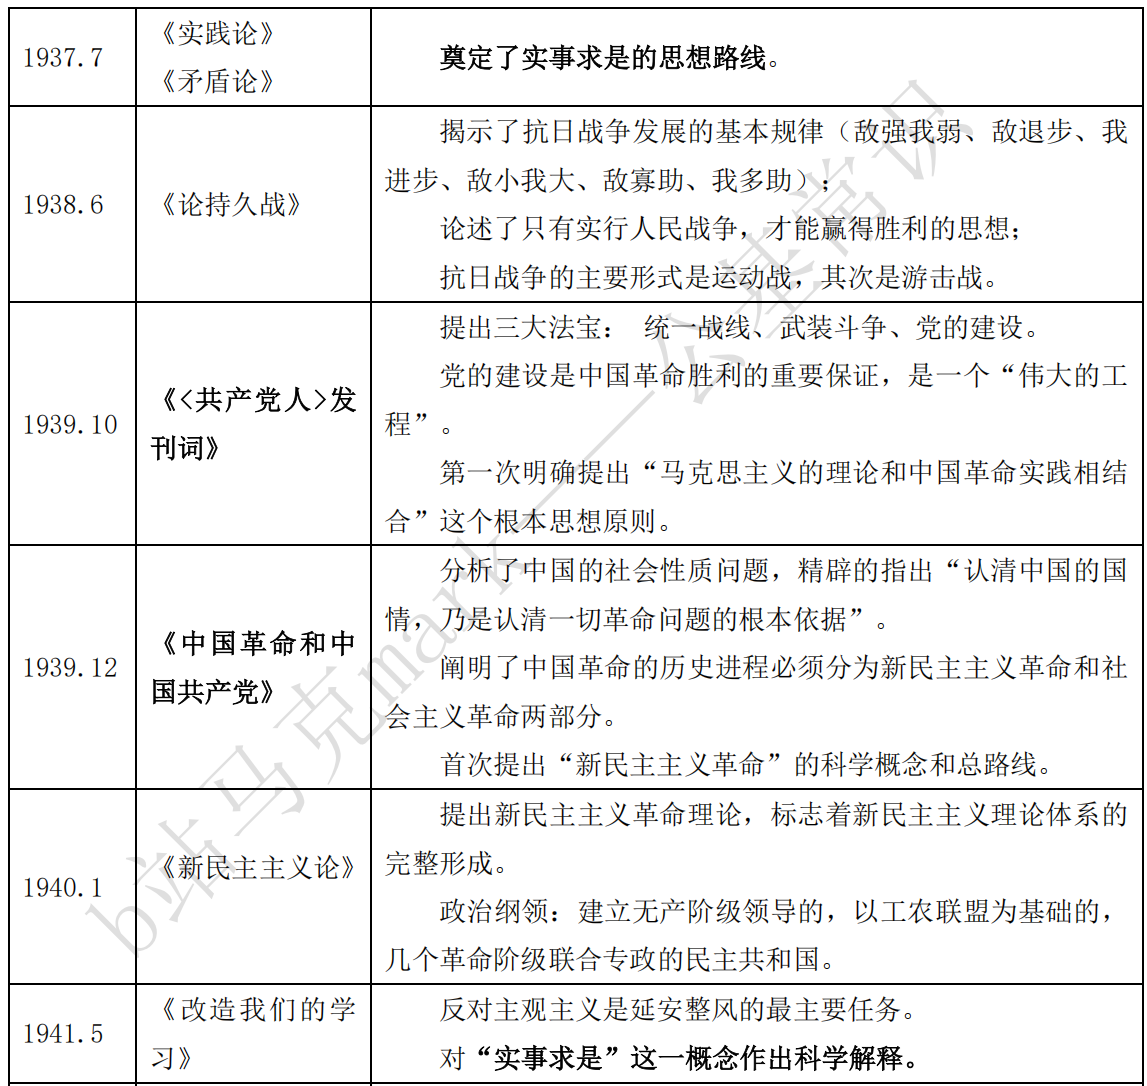 1937.7
《实践论》
《矛盾论》
奠定了实事求是的思想路线。
1938.6
《论持久战》
揭示了抗日战争发展的基本规律（敌强我弱、敌退步、我
进步、敌小我大、敌寡助、我多助）；
论述了只有实行人民战争，才能赢得胜利的思想；
抗日战争的主要形式是运动战，其次是游击战。
1939.10
《<共产党人>发
刊词》
提出三大法宝： 统一战线、武装斗争、党的建设。
党的建设是中国革命胜利的重要保证，是一个“伟大的工
程”。
第一次明确提出“马克思主义的理论和中国革命实践相结
合”这个根本思想原则。
1939.12
《中国革命和中
国共产党》
分析了中国的社会性质问题，精辟的指出“认清中国的国
情，乃是认清一切革命问题的根本依据”。
阐明了中国革命的历史进程必须分为新民主主义革命和社
会主义革命两部分。
首次提出“新民主主义革命”的科学概念和总路线。
1940.1
《新民主主义论》
提出新民主主义革命理论，标志着新民主主义理论体系的
完整形成。
政治纲领：建立无产阶级领导的，以工农联盟为基础的，
几个革命阶级联合专政的民主共和国。
1941.5
《改造我们的学
习》
反对主观主义是延安整风的最主要任务。
对“实事求是”这一概念作出科学解释。
b站马克mark——公基常识